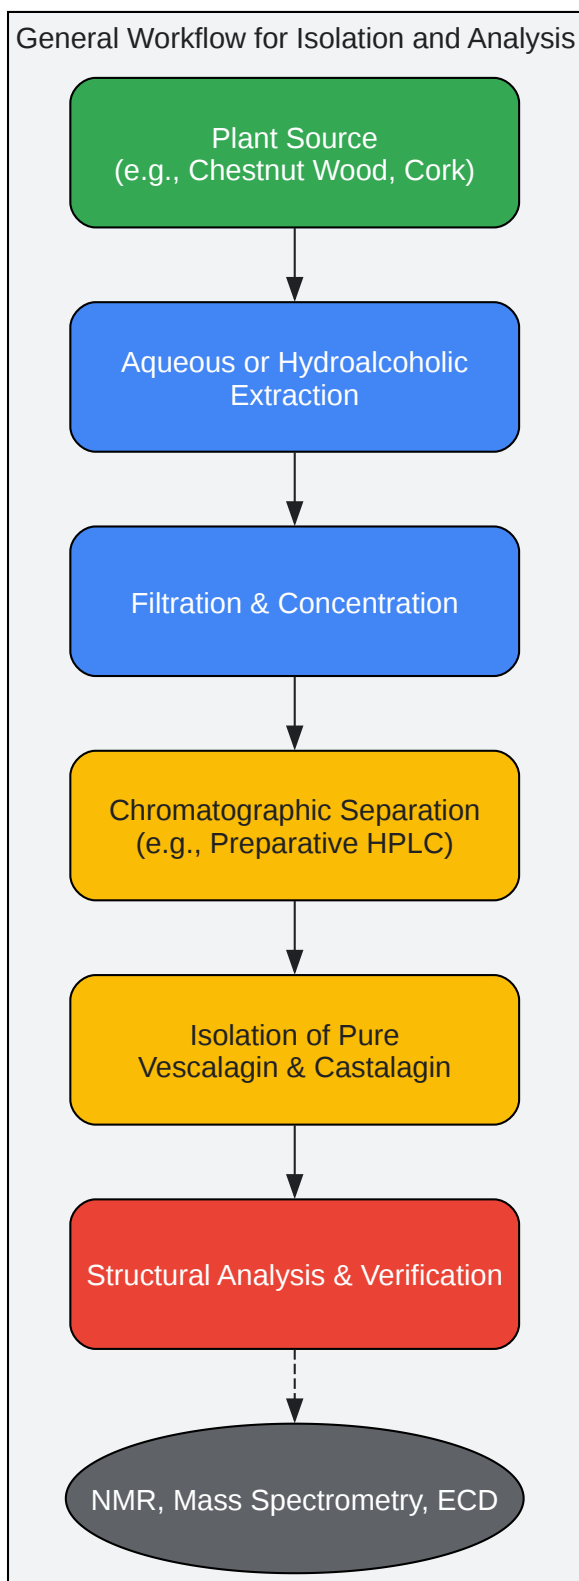 General Workflow for Isolation and Analysis
Plant Source
(e.g., Chestnut Wood, Cork)
Aqueous or Hydroalcoholic
Extraction
Filtration & Concentration
Chromatographic Separation
(e.g., Preparative HPLC)
Isolation of Pure
Vescalagin & Castalagin
Structural Analysis & Verification
NMR, Mass Spectrometry, ECD